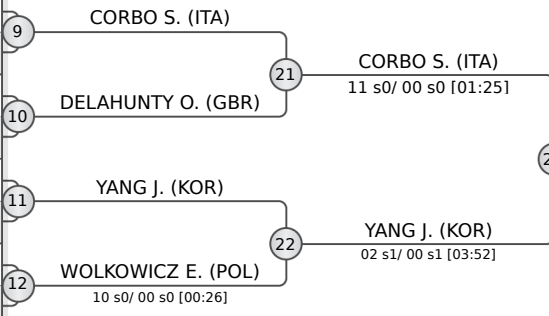 9
CORBO S. (ITA)
21
CORBO S. (ITA)
11 s0/ 00 s0 [01:25]
10
DELAHUNTY O. (GBR)
11
YANG J. (KOR)
22
YANG J. (KOR)
02 s1/ 00 s1 [03:52]
12
WOLKOWICZ E. (POL)
10 s0/ 00 s0 [00:26]